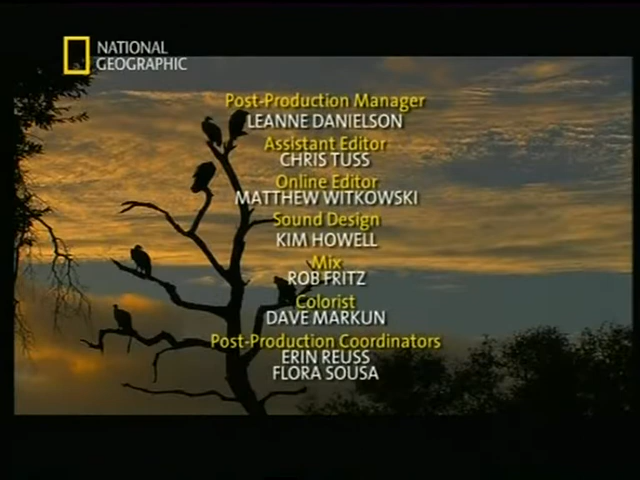 NATIONAL
GEOGRAPHIC
Post-Production Manager
LEANNE DANIELSON
Assistant Editor
CHRIS TUSS
Online Editor
MATTHEW WITKOWSKI
Sound Design
KIM HOWELL
Mix
ROB FRITZ
Colorist
DAVE MARKUN
Post-Production Coordinators
ERIN REUSS
FLORA SOUSA